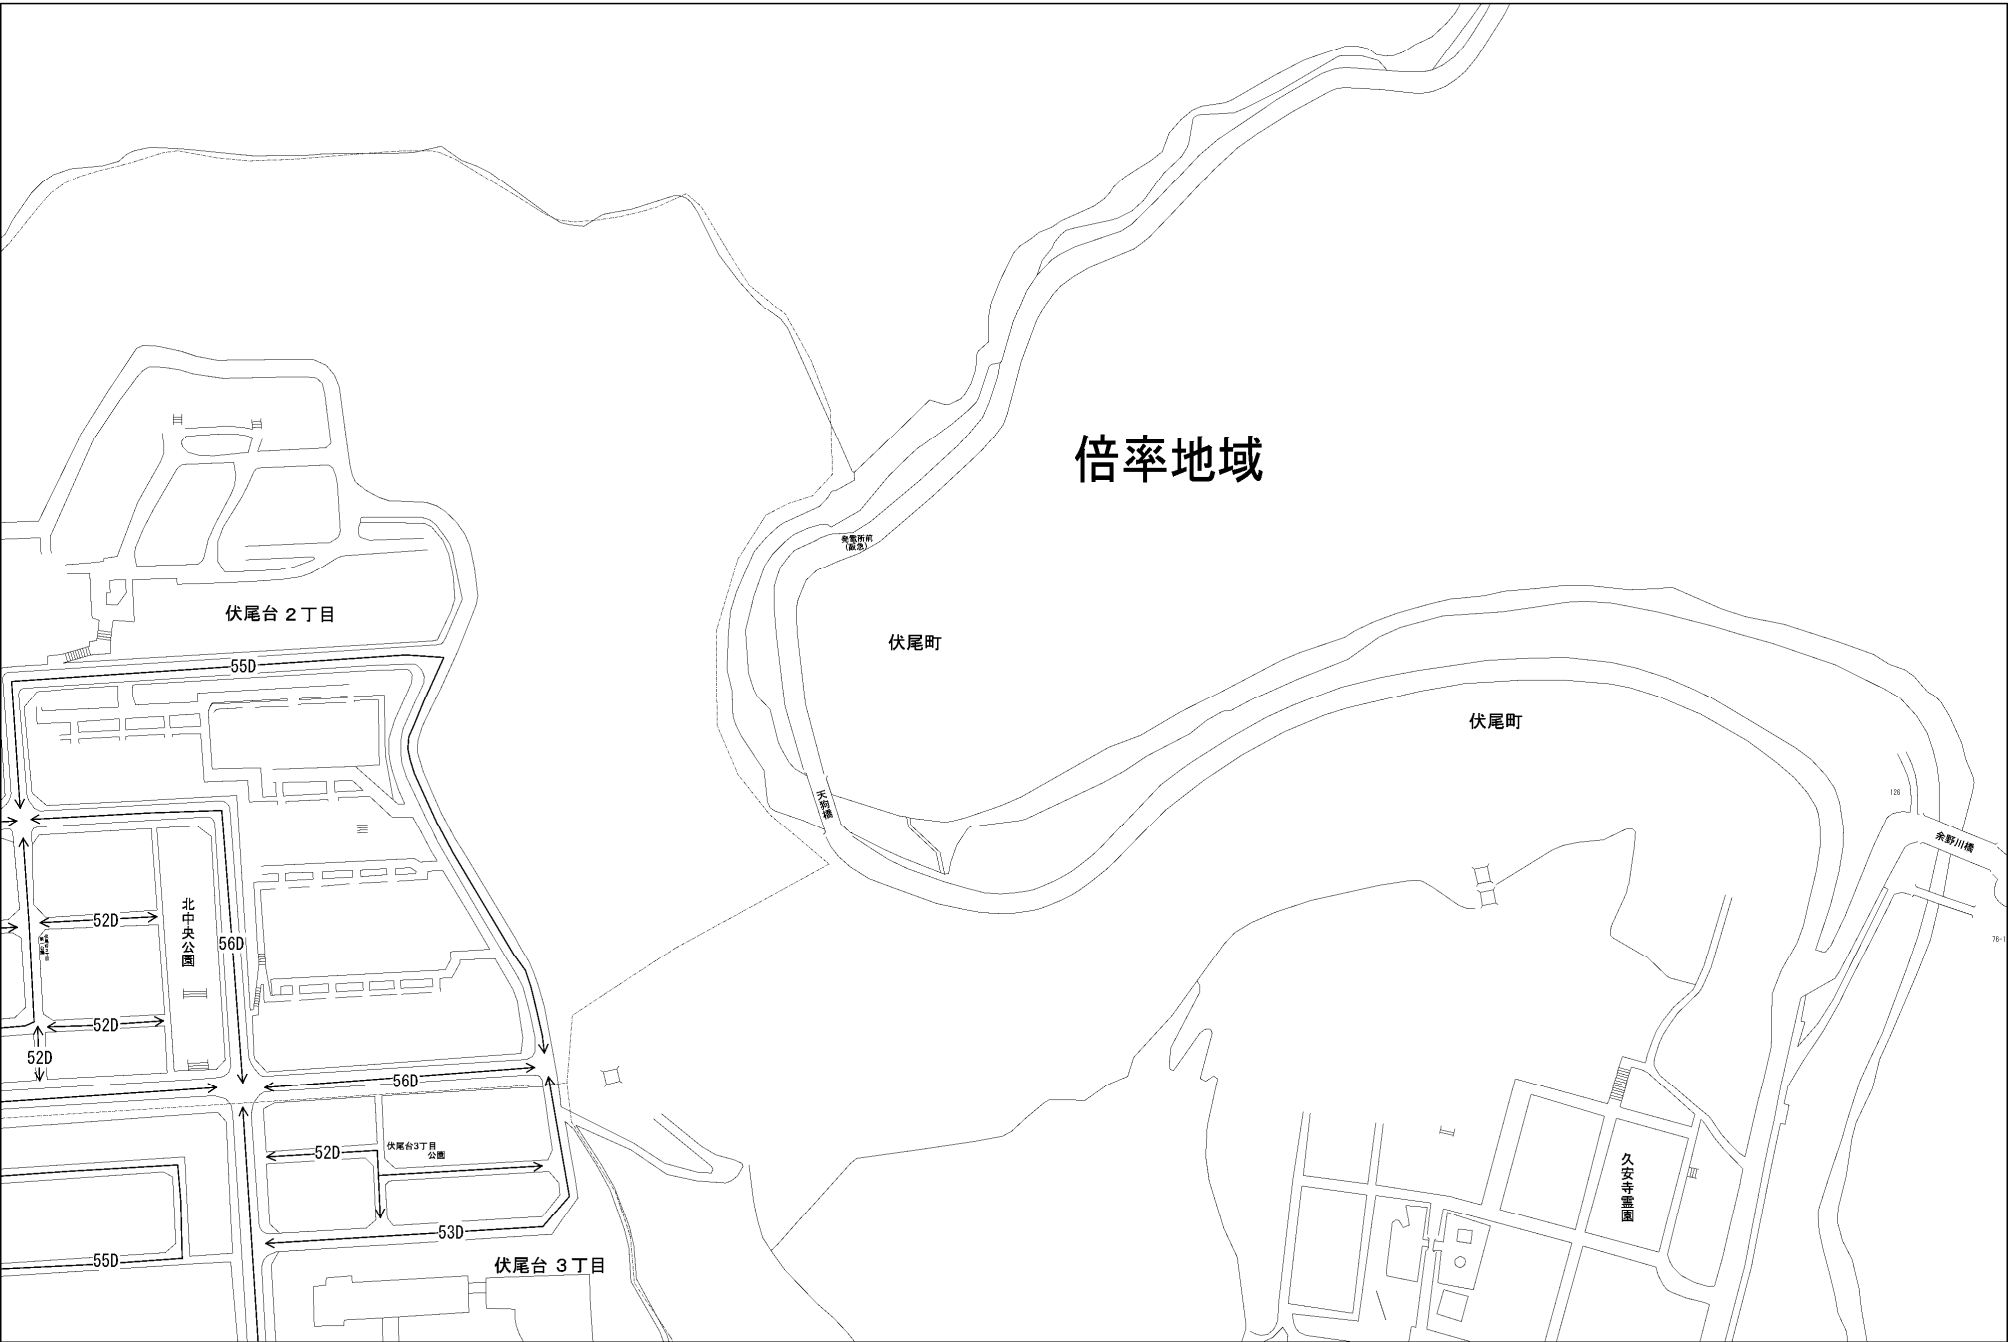 倍率地域
発電所前
(阪急)
伏尾台 2 丁目
伏尾町
55D
伏尾町
天狗橋
126
余野川橋
北中央公園
52D
56D
76-1
52D
52D
56D
伏尾台3丁目
公園
52D
久安寺霊園
53D
55D
伏尾台 3 丁目